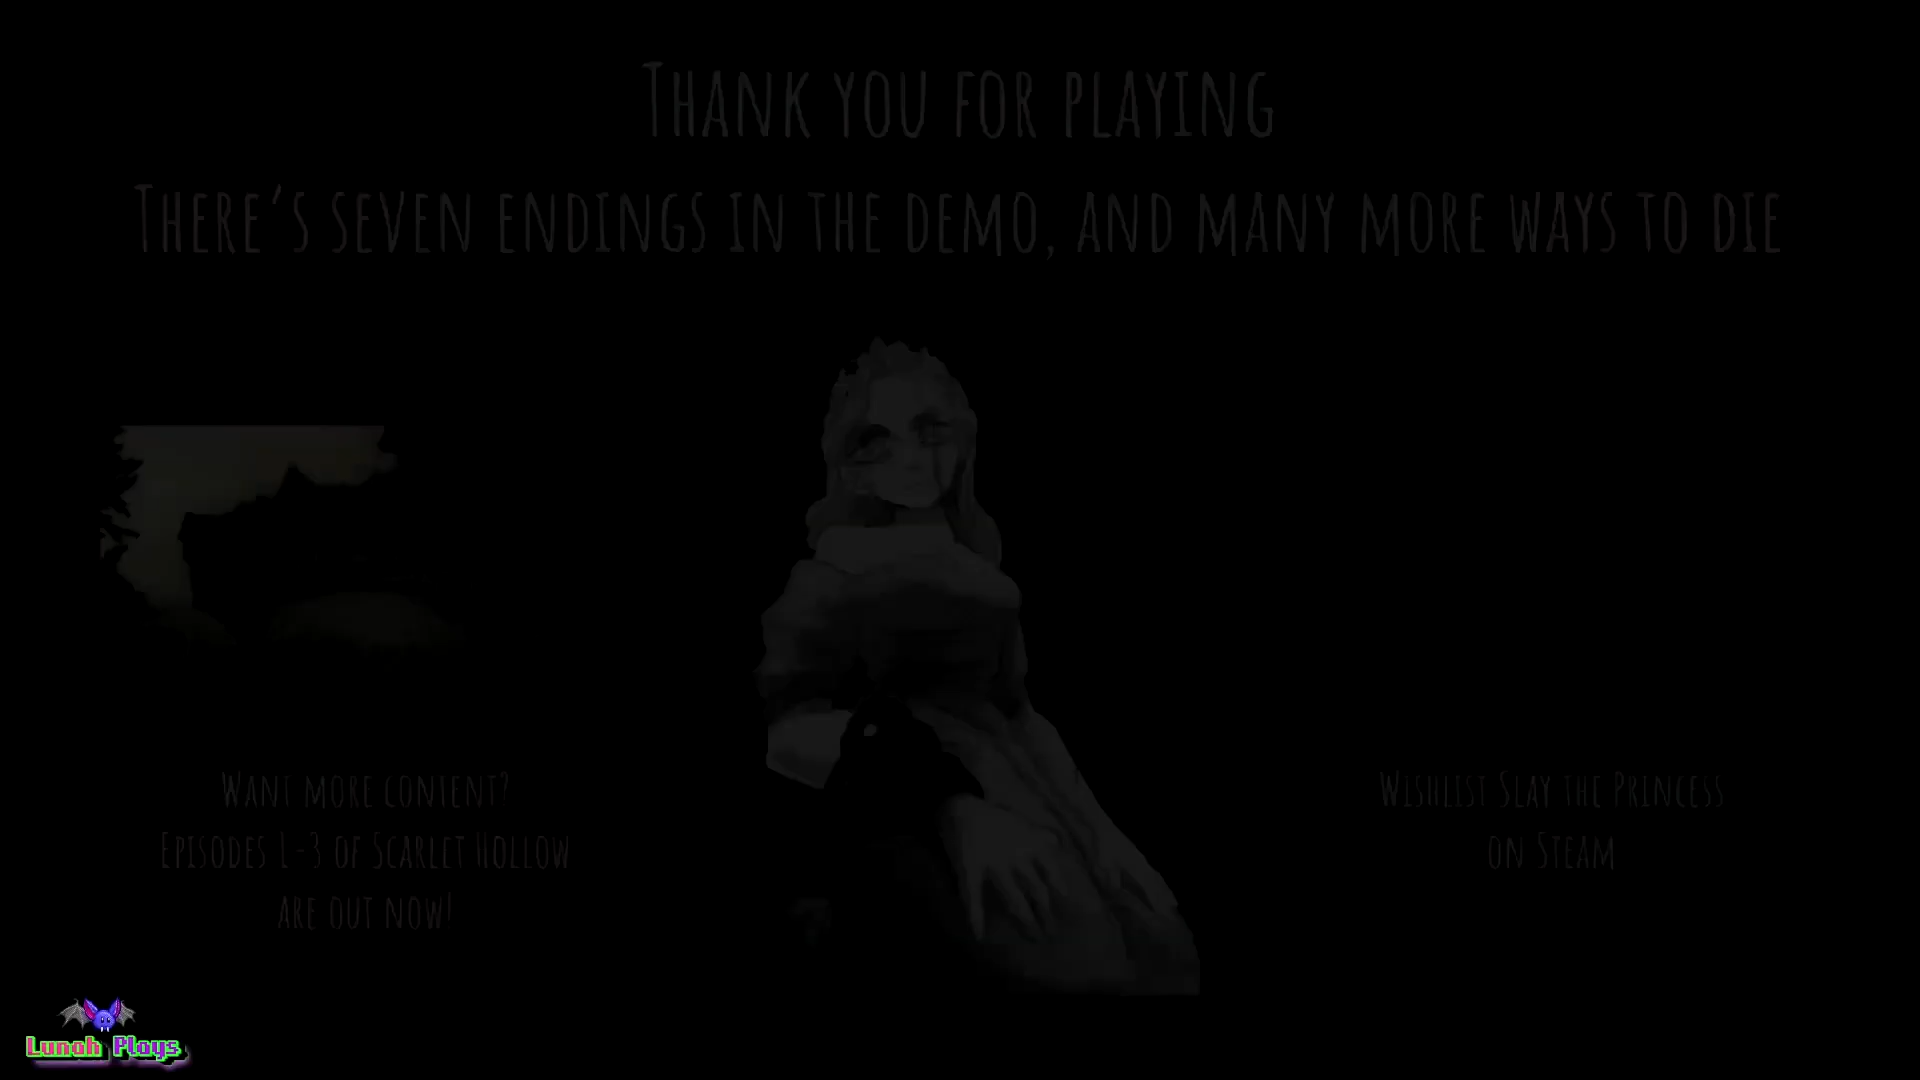 Thank you for playing
There's seven endings in the demo, and many more ways to die
Want more content?
Episodes 1-3 of Scarlet Hollow
are out now!
Wishlist Slay the Princess
on Steam
Lunah Plays